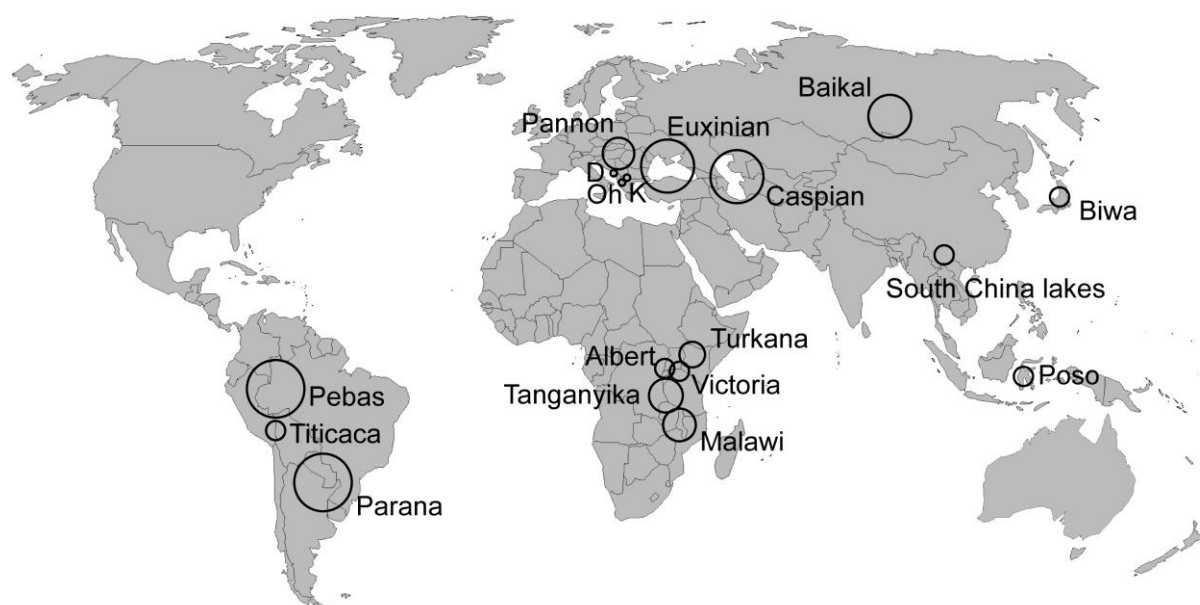 Baikal
Pannon
Euxinian
D
Oh K
Caspian
Biwa
South China lakes
Turkana
Albert
Victoria
Poso
Tanganyika
Pebas
Malawi
Titicaca
Parana